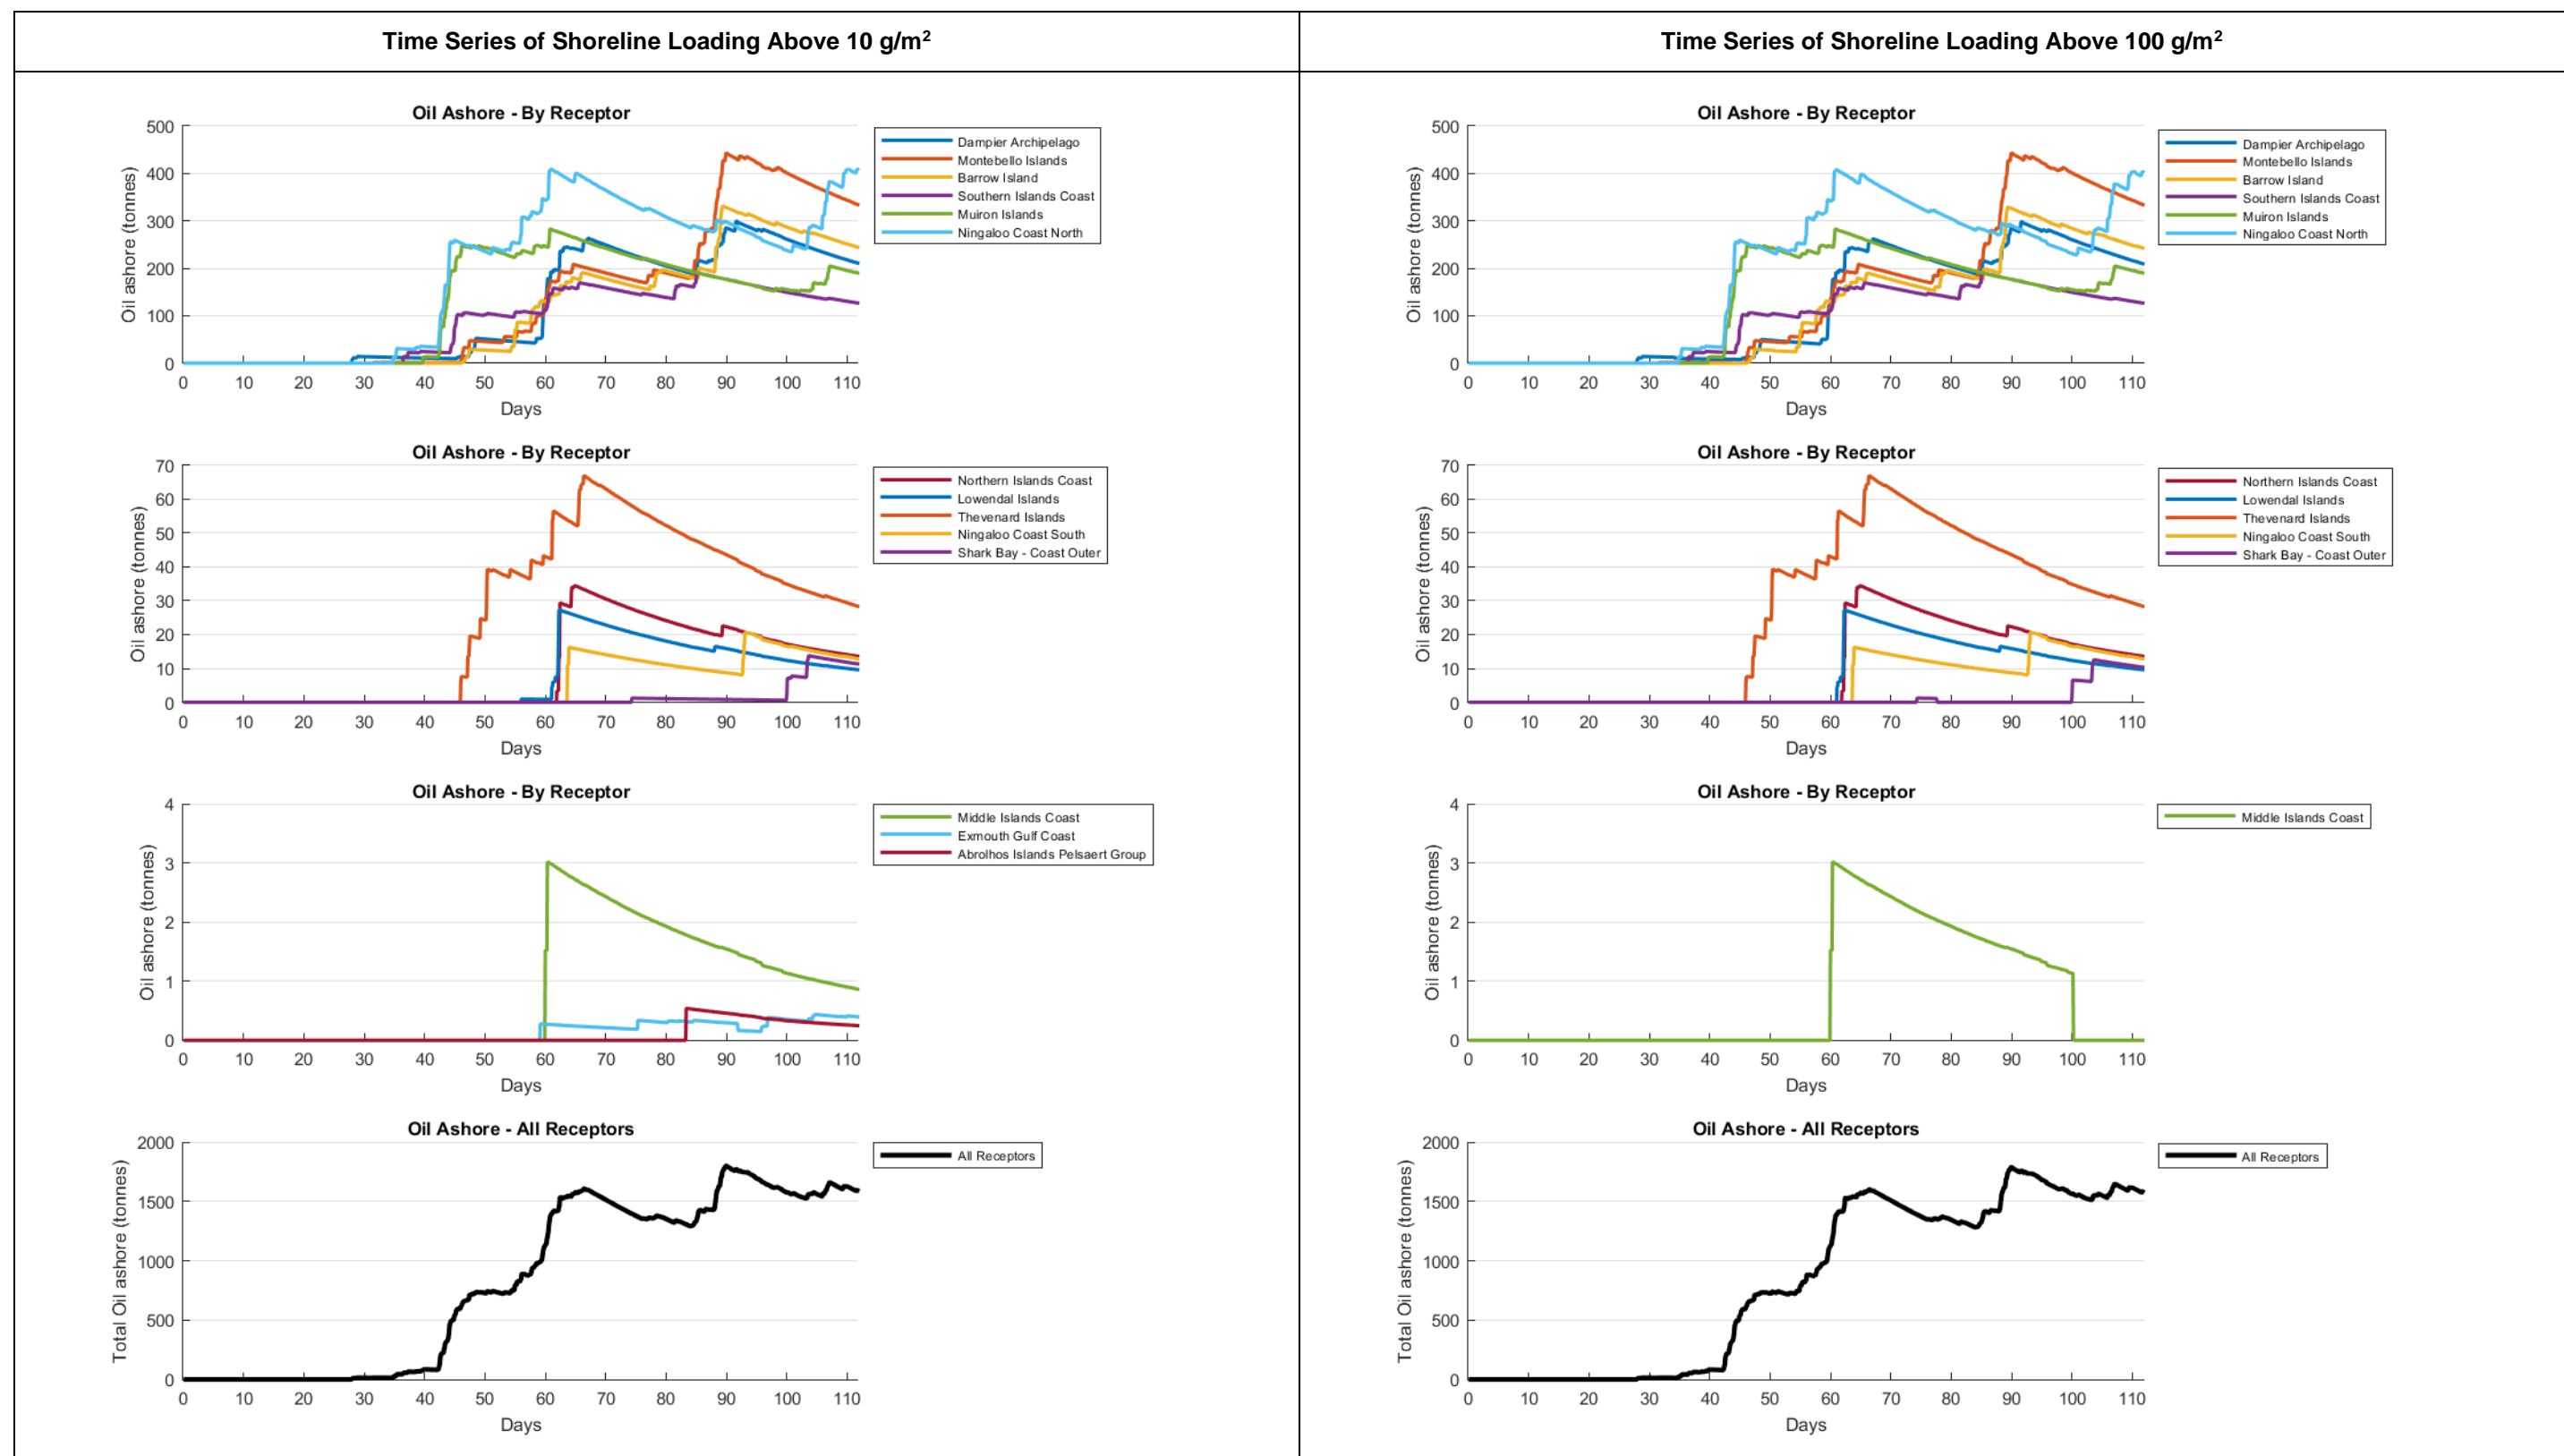 Time Series of Shoreline Loading Above 10 g/m²
Time Series of Shoreline Loading Above 100 g/m²
Oil Ashore - By Receptor
Oil ashore (tonnes)
500
400
300
200
100
0
0 10 20 30 40 50 60 70 80 90 100 110
Days
Dampier Archipelago
Montebello Islands
Barrow Island
Southern Islands Coast
Muiron Islands
Ningaloo Coast North
Oil Ashore - By Receptor
Oil ashore (tonnes)
500
400
300
200
100
0
0 10 20 30 40 50 60 70 80 90 100 110
Days
Dampier Archipelago
Montebello Islands
Barrow Island
Southern Islands Coast
Muiron Islands
Ningaloo Coast North
Oil Ashore - By Receptor
Oil ashore (tonnes)
70
60
50
40
30
20
10
0
0 10 20 30 40 50 60 70 80 90 100 110
Days
Northern Islands Coast
Lowendal Islands
Thevenard Islands
Ningaloo Coast South
Shark Bay - Coast Outer
Oil Ashore - By Receptor
Oil ashore (tonnes)
70
60
50
40
30
20
10
0
0 10 20 30 40 50 60 70 80 90 100 110
Days
Northern Islands Coast
Lowendal Islands
Thevenard Islands
Ningaloo Coast South
Shark Bay - Coast Outer
Oil Ashore - By Receptor
Oil ashore (tonnes)
4
3
2
1
0
0 10 20 30 40 50 60 70 80 90 100 110
Days
Middle Islands Coast
Exmouth Gulf Coast
Abrolhos Islands Pelsaert Group
Oil Ashore - By Receptor
Oil ashore (tonnes)
4
3
2
1
0
0 10 20 30 40 50 60 70 80 90 100 110
Days
Middle Islands Coast
Oil Ashore - All Receptors
Total Oil ashore (tonnes)
2000
1500
1000
500
0
0 10 20 30 40 50 60 70 80 90 100 110
Days
All Receptors
Oil Ashore - All Receptors
Total Oil ashore (tonnes)
2000
1500
1000
500
0
0 10 20 30 40 50 60 70 80 90 100 110
Days
All Receptors